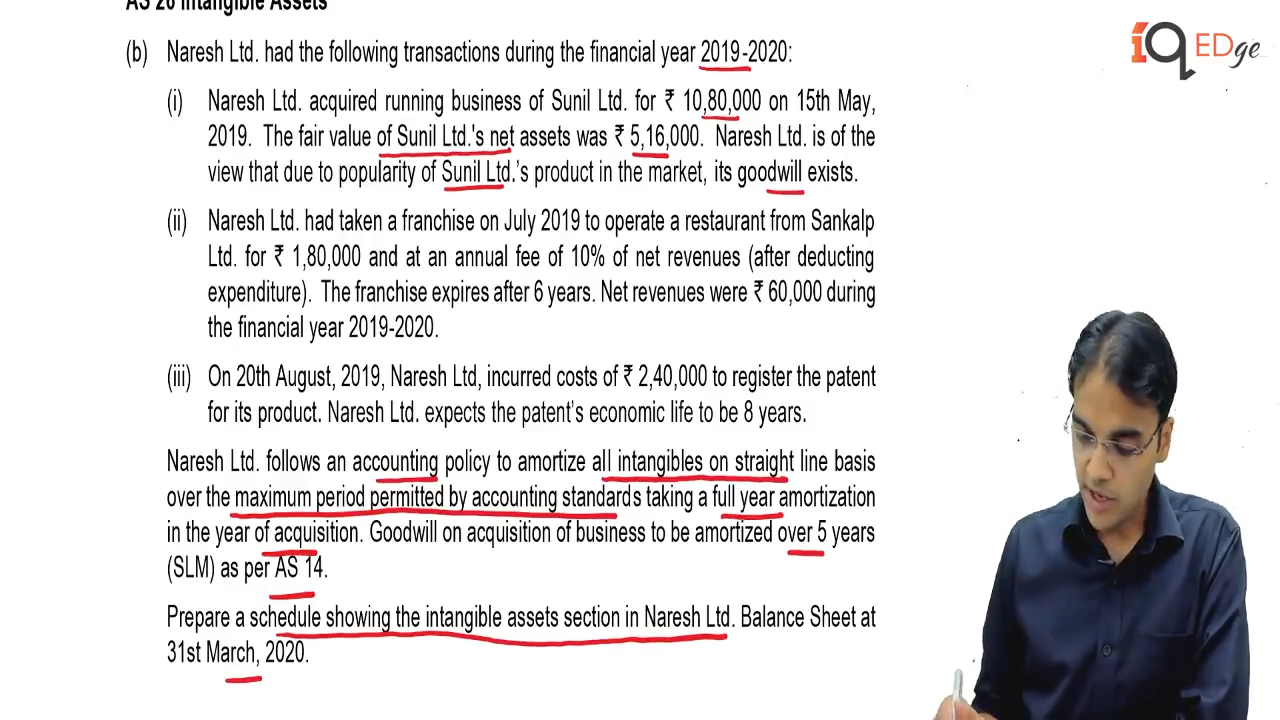 AS 26 Intangible Assets
iQ EDge
(b) Naresh Ltd. had the following transactions during the financial year 2019-2020:
(i) Naresh Ltd. acquired running business of Sunil Ltd. for ₹ 10,80,000 on 15th May,
2019. The fair value of Sunil Ltd.'s net assets was ₹ 5,16,000. Naresh Ltd. is of the
view that due to popularity of Sunil Ltd.'s product in the market, its goodwill exists.
(ii) Naresh Ltd. had taken a franchise on July 2019 to operate a restaurant from Sankalp
Ltd. for ₹ 1,80,000 and at an annual fee of 10% of net revenues (after deducting
expenditure). The franchise expires after 6 years. Net revenues were ₹ 60,000 during
the financial year 2019-2020.
(iii) On 20th August, 2019, Naresh Ltd, incurred costs of ₹ 2,40,000 to register the patent
for its product. Naresh Ltd. expects the patent's economic life to be 8 years.
Naresh Ltd. follows an accounting policy to amortize all intangibles on straight line basis
over the maximum period permitted by accounting standards taking a full year amortization
in the year of acquisition. Goodwill on acquisition of business to be amortized over 5 years
(SLM) as per AS 14.
Prepare a schedule showing the intangible assets section in Naresh Ltd. Balance Sheet at
31st March, 2020.